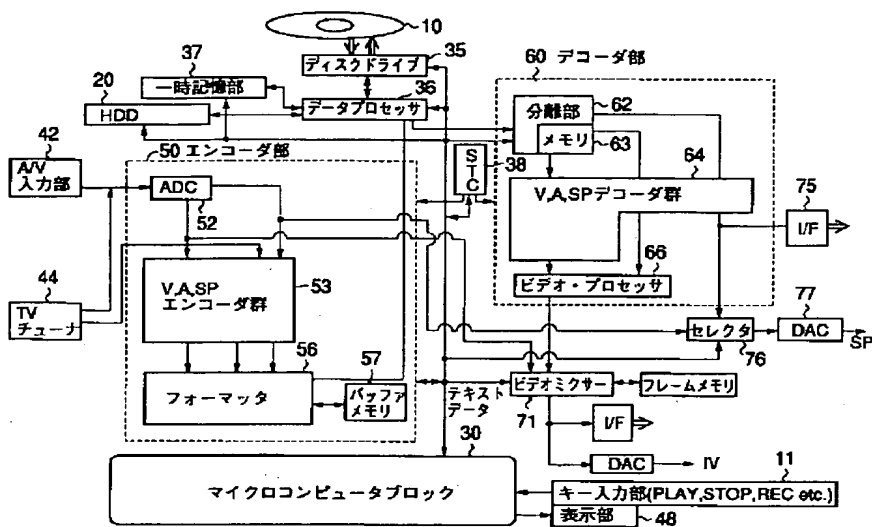 10
37
35
ディスクドライブ
20
一時記憶部
36
60 デコーダ部
HDD
データプロセッサ
分離部
62
42
50 エンコーダ部
メモリ
63
A/V
入力部
STC
38
64
ADC
52
V,A,SPデコーダ群
75
I/F
44
V,A,SP
エンコーダ群
53
66
ビデオ・プロセッサ
TV
チューナ
77
セレクタ
DAC
76
SP
56
57
フォーマッタ
バッファ
メモリ
テキスト
データ
ビデオミクサー
フレームメモリ
71
I/F
30
DAC
IV
11
マイクロコンピュータブロック
キー入力部(PLAY,STOP,REC etc.)
表示部
48